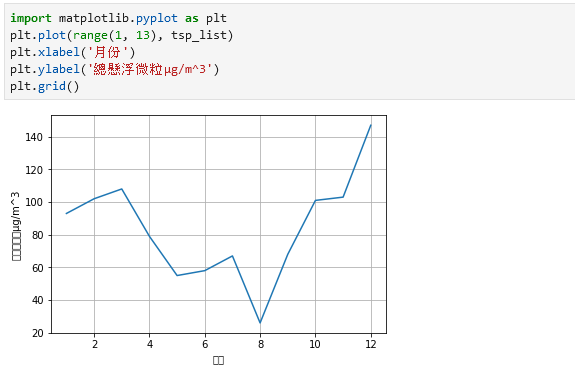 import matplotlib.pyplot as plt
plt.plot(range(1, 13), tsp_list)
plt.xlabel('月份')
plt.ylabel('總懸浮微粒μg/m^3')
plt.grid()
140
120
100
80
60
40
20
□□□□□μg/m^3
2 4 6 8 10 12
□□